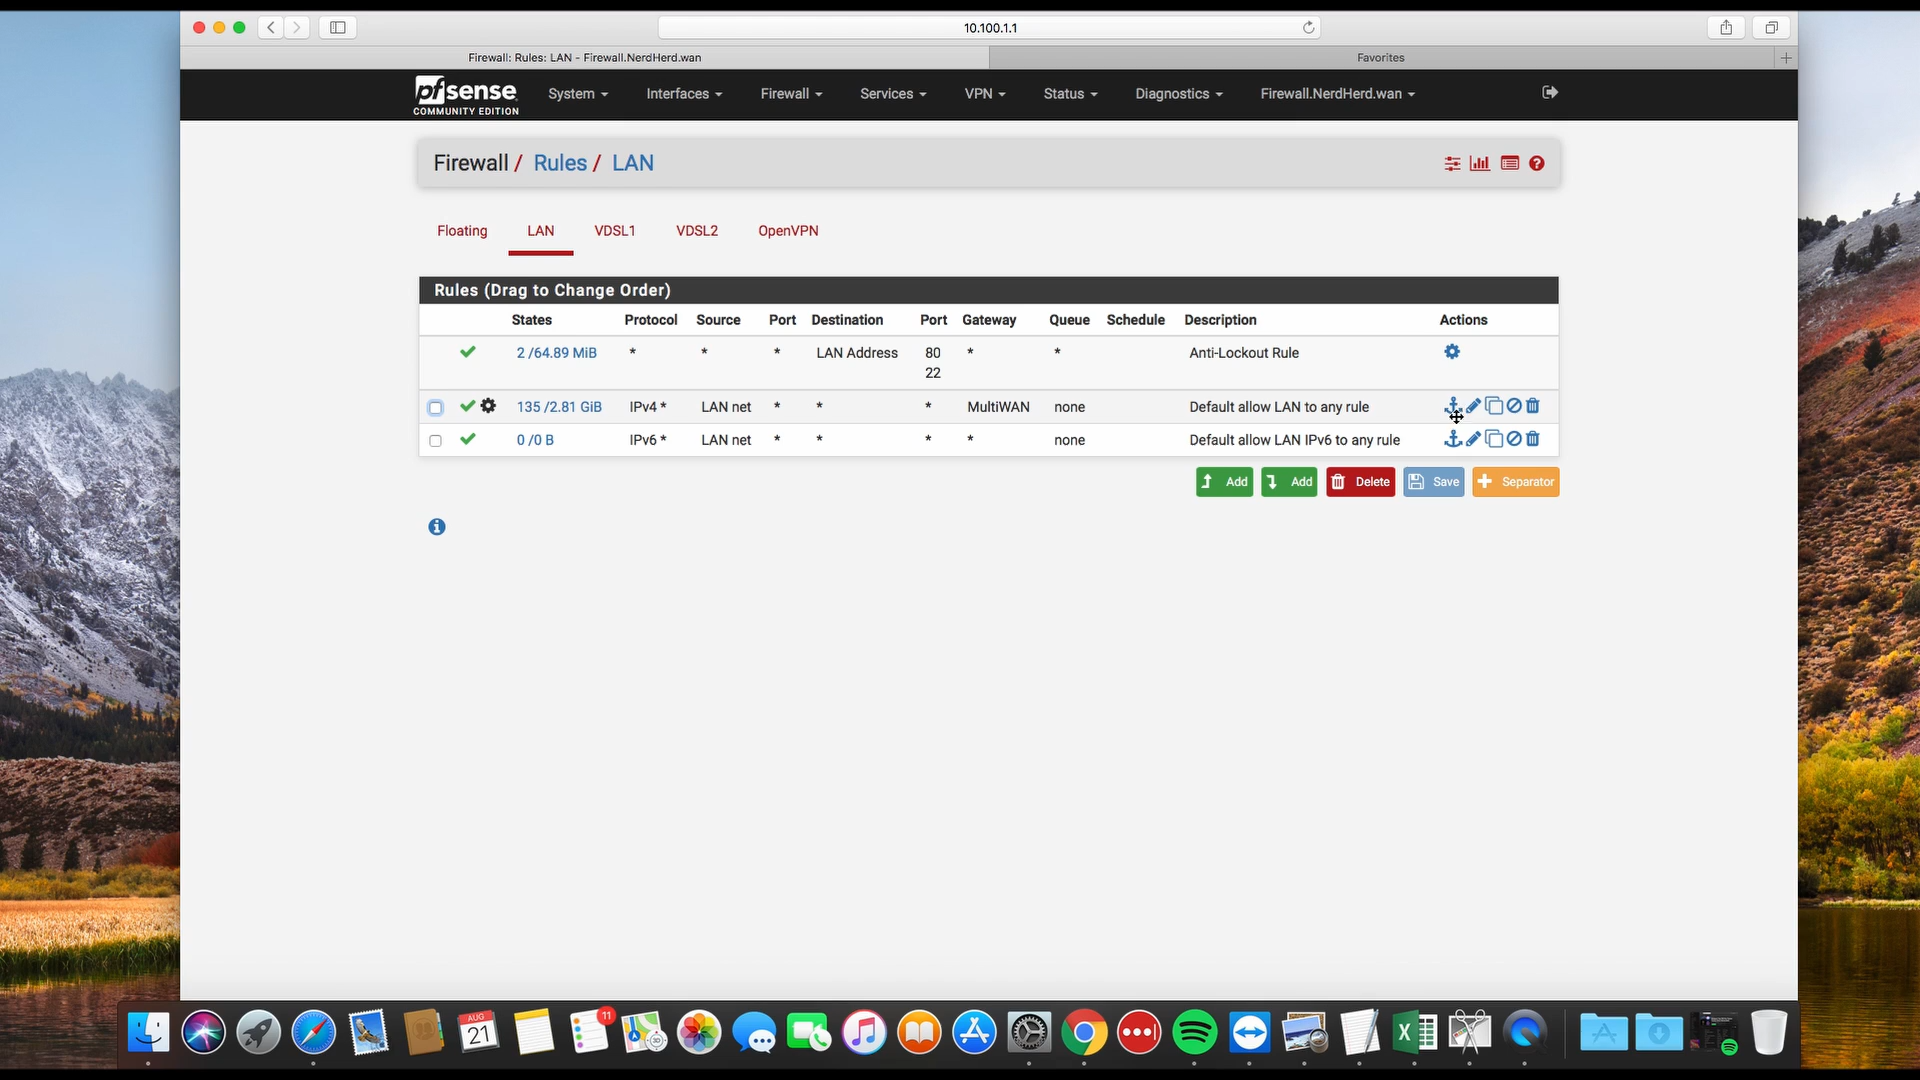 10.100.1.1
Firewall: Rules: LAN - Firewall.NerdHerd.wan
Favorites
pfsense
COMMUNITY EDITION
System
Interfaces
Firewall
Services
VPN
Status
Diagnostics
Firewall.NerdHerd.wan
Firewall / Rules / LAN
Floating
LAN
VDSL1
VDSL2
OpenVPN
Rules (Drag to Change Order)
States Protocol Source Port Destination Port Gateway Queue Schedule Description Actions
2 /64.89 MiB * * * LAN Address 80 * * Anti-Lockout Rule
22
135 /2.81 GiB IPv4 * LAN net * * * MultiWAN none Default allow LAN to any rule
0 /0 B IPv6 * LAN net * * * * none Default allow LAN IPv6 to any rule
Add
Add
Delete
Save
Separator
AUG
21
11